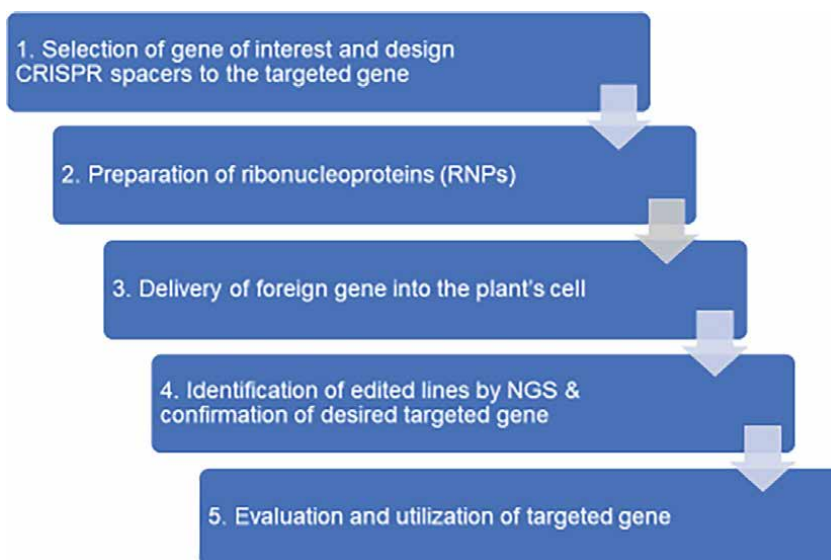 1. Selection of gene of interest and design
CRISPR spacers to the targeted gene
2. Preparation of ribonucleoproteins (RNPs)
3. Delivery of foreign gene into the plant's cell
4. Identification of edited lines by NGS &
confirmation of desired targeted gene
5. Evaluation and utilization of targeted gene